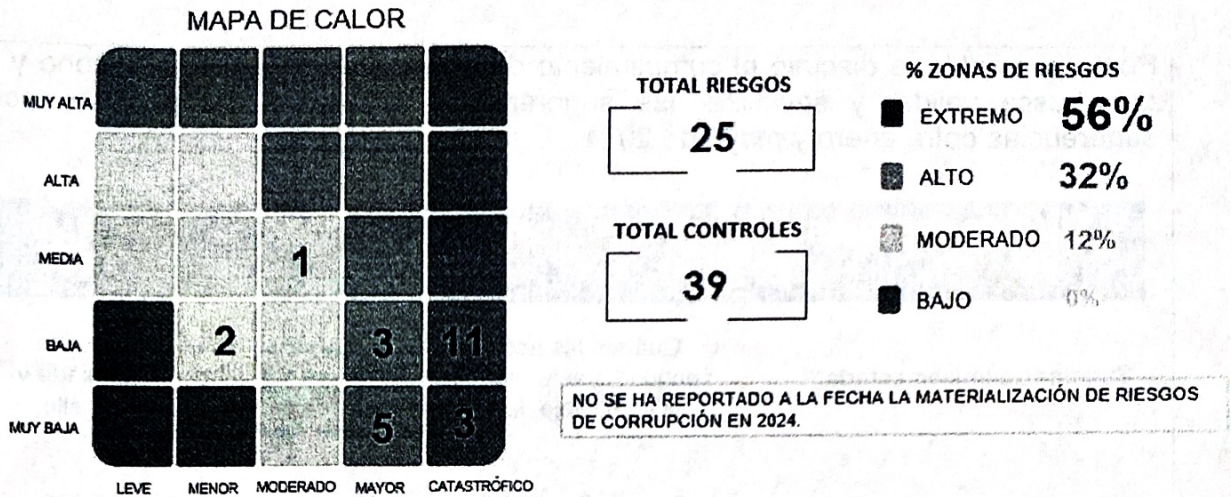 MAPA DE CALOR
MUY ALTA
ALTA
MEDIA 1
BAJA 2 3 11
MUY BAJA 5 3
LEVE MENOR MODERADO MAYOR CATASTRÓFICO
TOTAL RIESGOS
25
TOTAL CONTROLES
39
% ZONAS DE RIESGOS
EXTREMO 56%
ALTO 32%
MODERADO 12%
BAJO 0%
NO SE HA REPORTADO A LA FECHA LA MATERIALIZACIÓN DE RIESGOS
DE CORRUPCIÓN EN 2024.